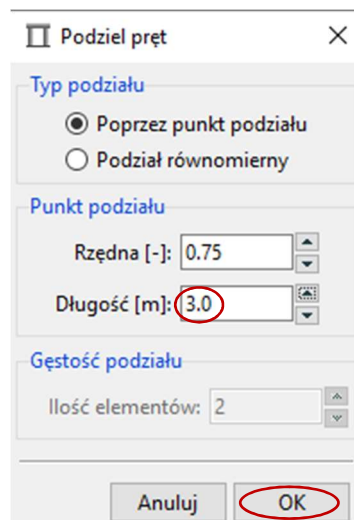 Podziel pręt
Typ podziału
Poprzez punkt podziału
Podział równomierny
Punkt podziału
Rzędna [-]: 0.75
Długość [m]: 3.0
Gęstość podziału
Ilość elementów: 2
Anuluj OK